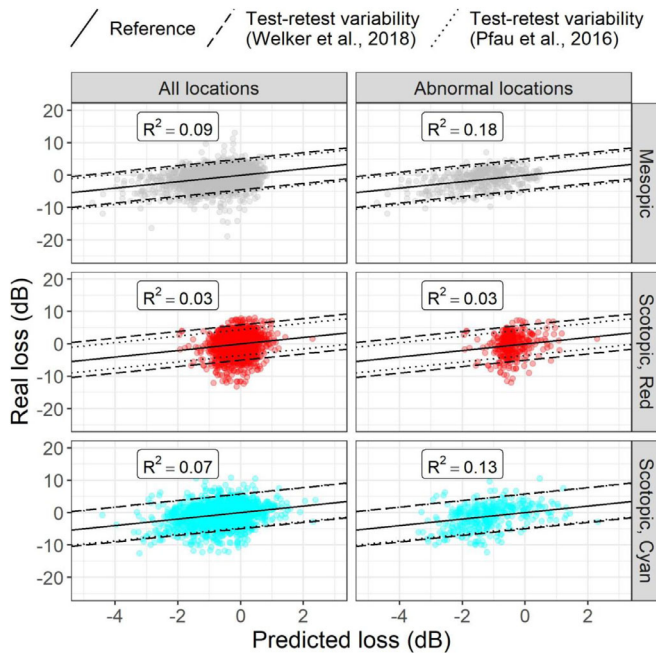 Reference
Test-retest variability
(Welker et al., 2018)
Test-retest variability
(Pfau et al., 2016)
All locations
Abnormal locations
20
10
0
-10
-20
R² = 0.09
R² = 0.18
Mesopic
20
10
0
-10
-20
R² = 0.03
R² = 0.03
Scotopic, Red
20
10
0
-10
-20
R² = 0.07
R² = 0.13
Scotopic, Cyan
Real loss (dB)
-4
-2
0
2
-4
-2
0
2
Predicted loss (dB)